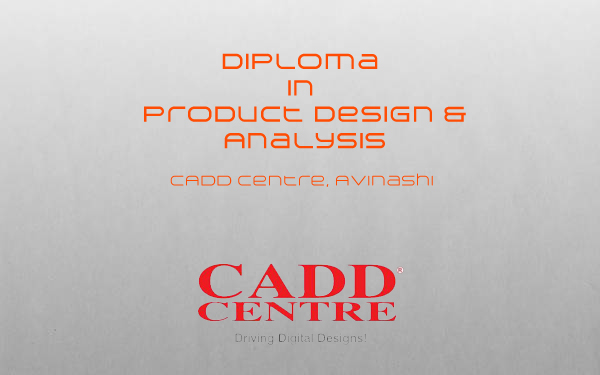 Diploma
in
Product Design &
Analysis
CADD Centre, Avinashi
CADD®
CENTRE
Driving Digital Designs!